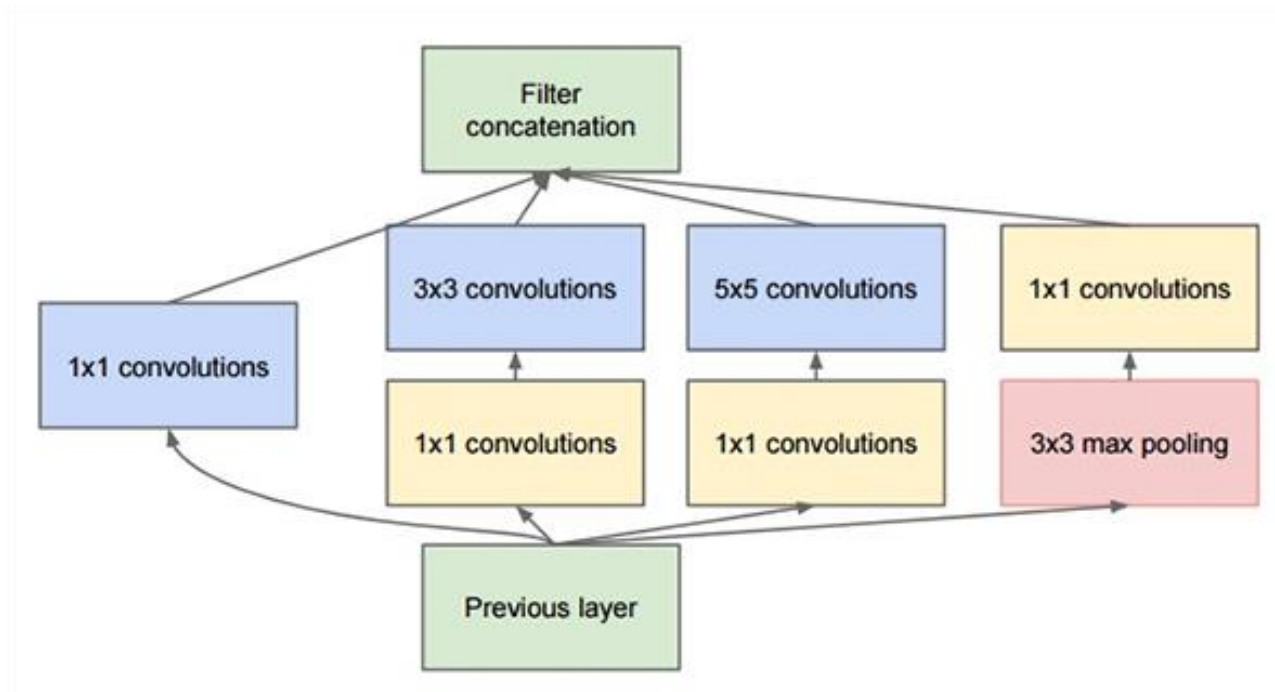 Filter
concatenation
3x3 convolutions
5x5 convolutions
1x1 convolutions
1x1 convolutions
1x1 convolutions
1x1 convolutions
3x3 max pooling
Previous layer